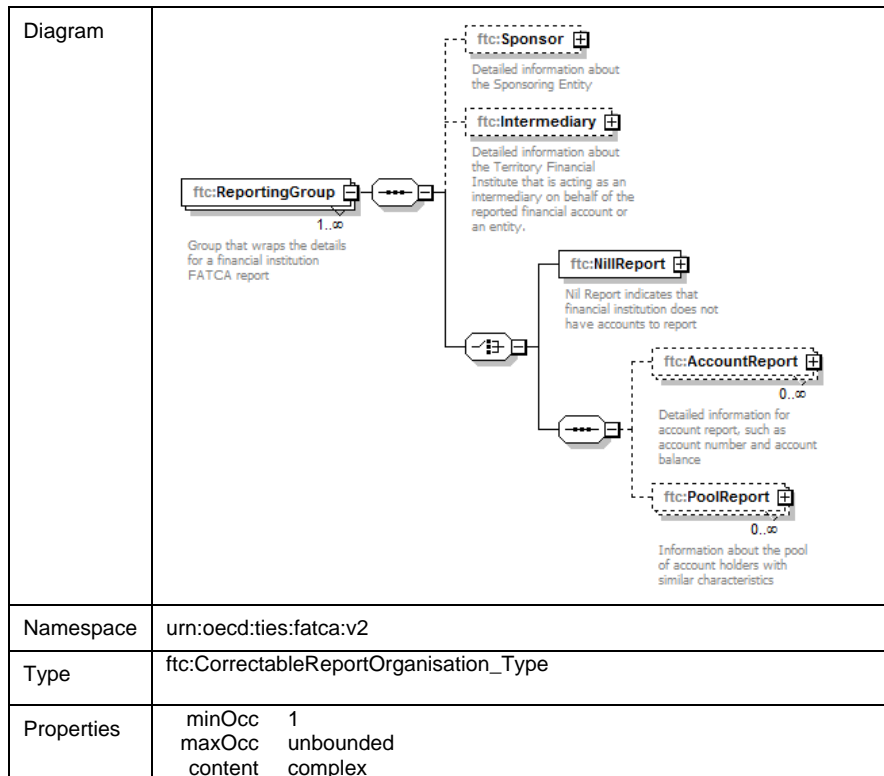 Diagram
ftc:Sponsor
Detailed information about
the Sponsoring Entity
ftc:Intermediary
Detailed information about
the Territory Financial
Institute that is acting as an
intermediary on behalf of the
reported financial account or
an entity.
ftc:ReportingGroup
1..∞
Group that wraps the details
for a financial institution
FATCA report
ftc:NillReport
Nil Report indicates that
financial institution does not
have accounts to report
ftc:AccountReport
0..∞
Detailed information for
account report, such as
account number and account
balance
ftc:PoolReport
0..∞
Information about the pool
of account holders with
similar characteristics
Namespace urn:oecd:ties:fatca:v2
Type ftc:CorrectableReportOrganisation_Type
Properties minOcc 1
maxOcc unbounded
content complex